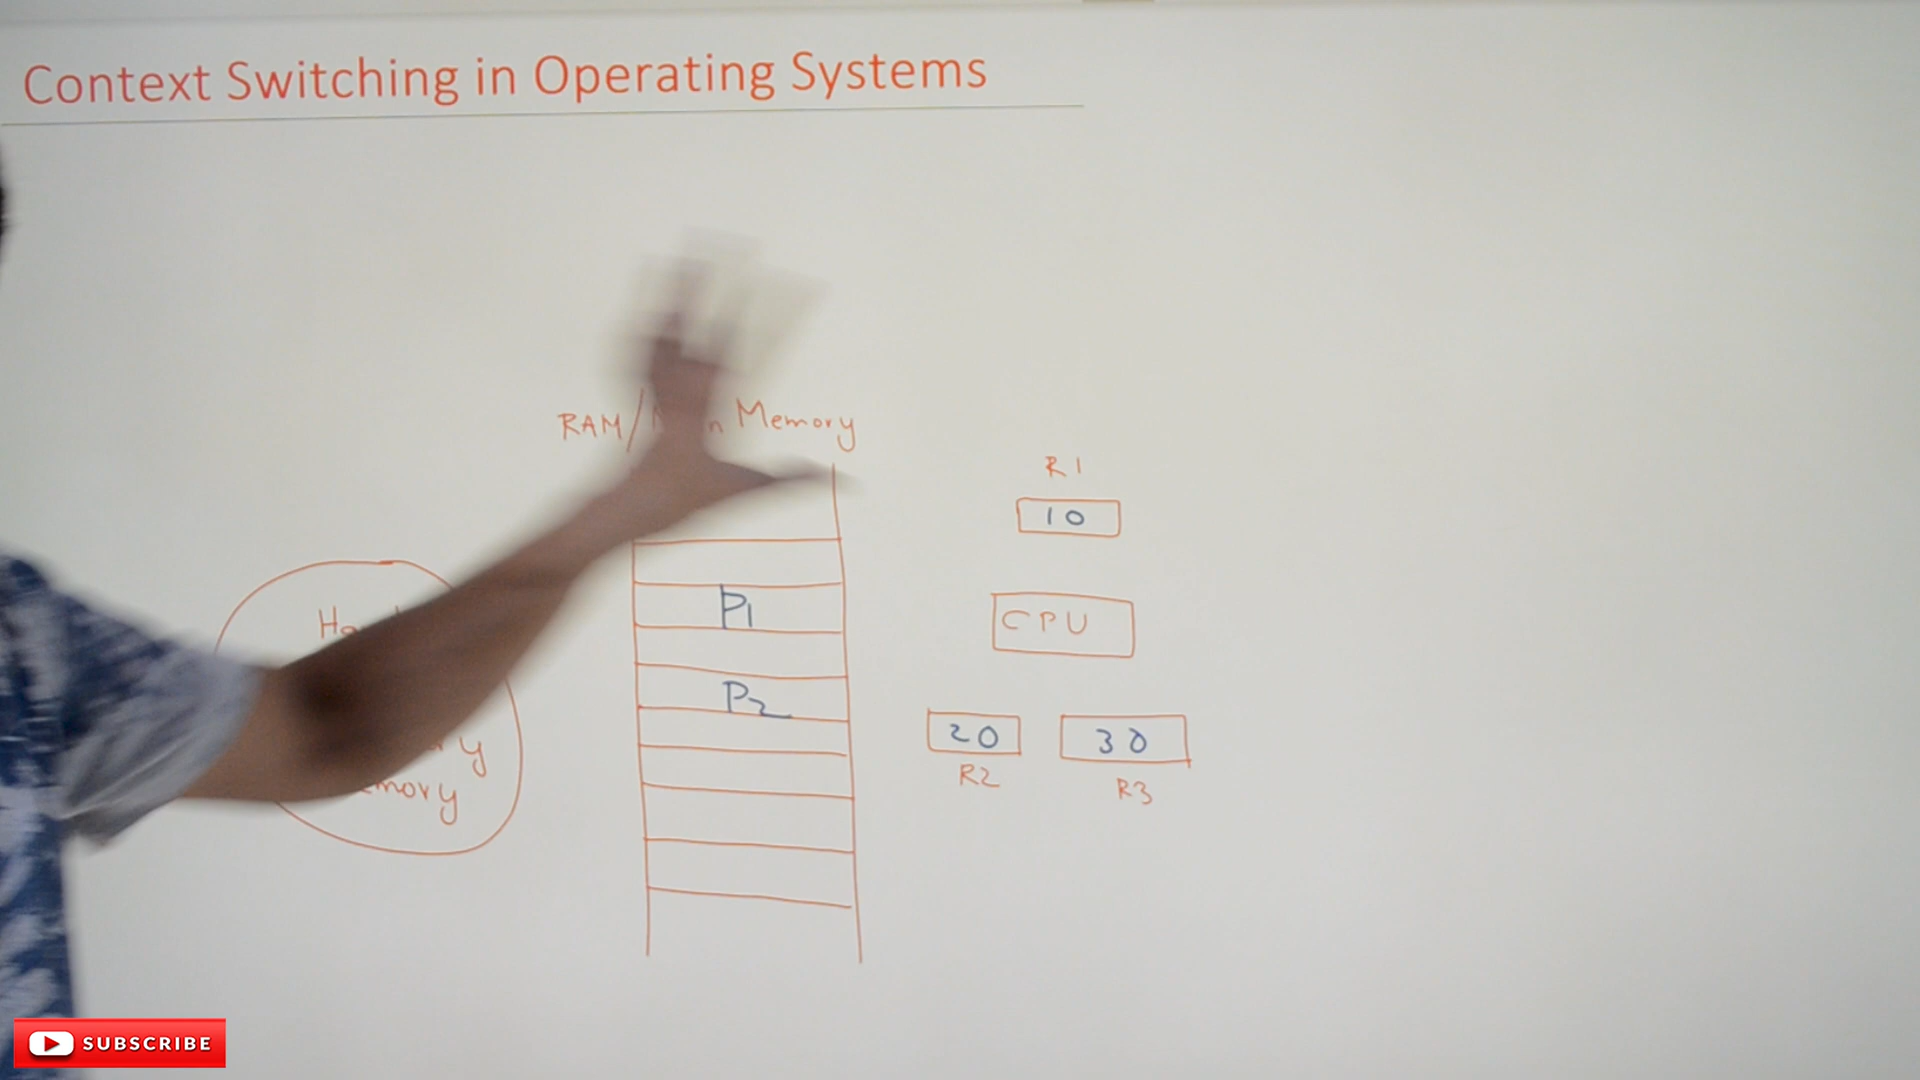 Context Switching in Operating Systems
RAM/ Memory
R1
10
P1
CPU
P2
20
30
R2
R3
SUBSCRIBE